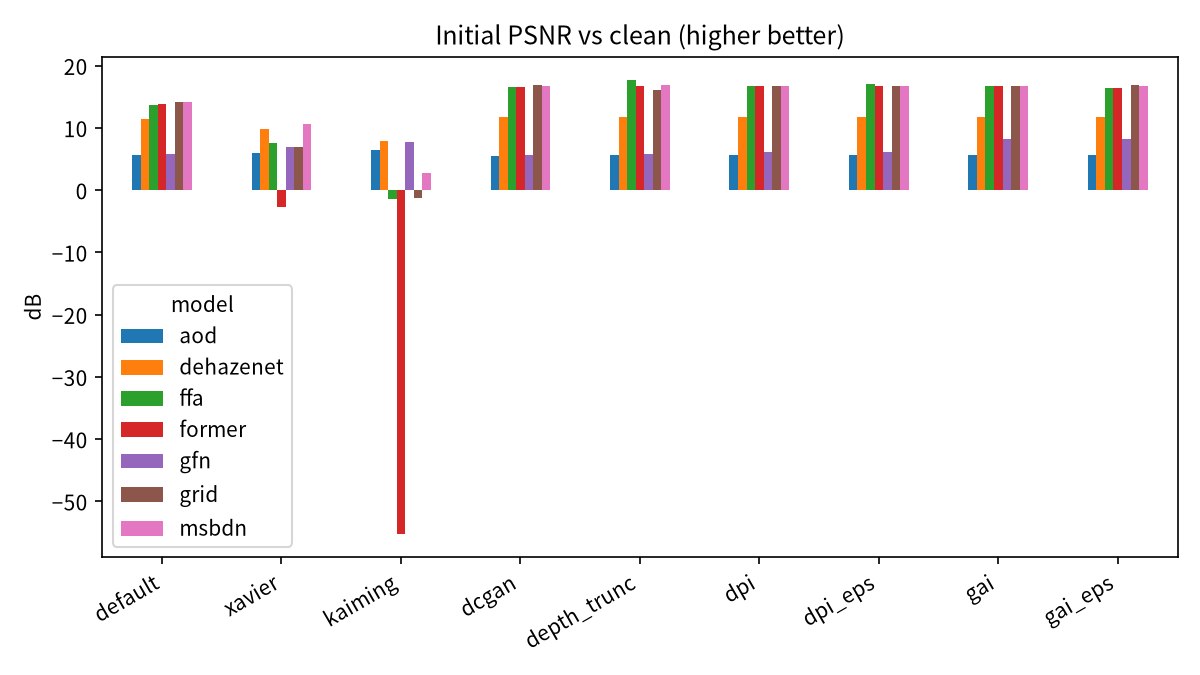 Initial PSNR vs clean (higher better)
20
10
0
−10
−20
−30
−40
−50
dB
model
aod
dehazenet
ffa
former
gfn
grid
msbdn
default
xavier
kaiming
dcgan
depth_trunc
dpi
dpi_eps
gai
gai_eps